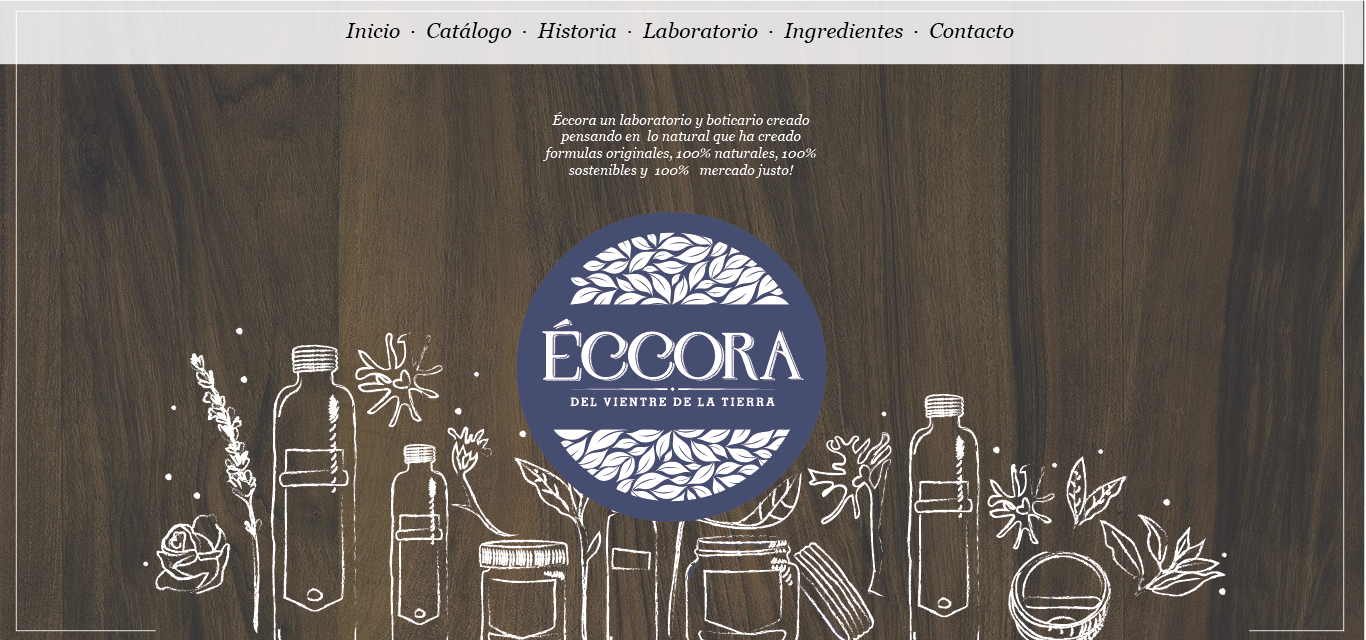 Inicio · Catálogo · Historia · Laboratorio · Ingredientes · Contacto
Éccora un laboratorio y boticario creado
pensando en lo natural que ha creado
formulas originales, 100% naturales, 100%
sostenibles y 100% mercado justo!
ÉCCORA
DEL VIENTRE DE LA TIERRA